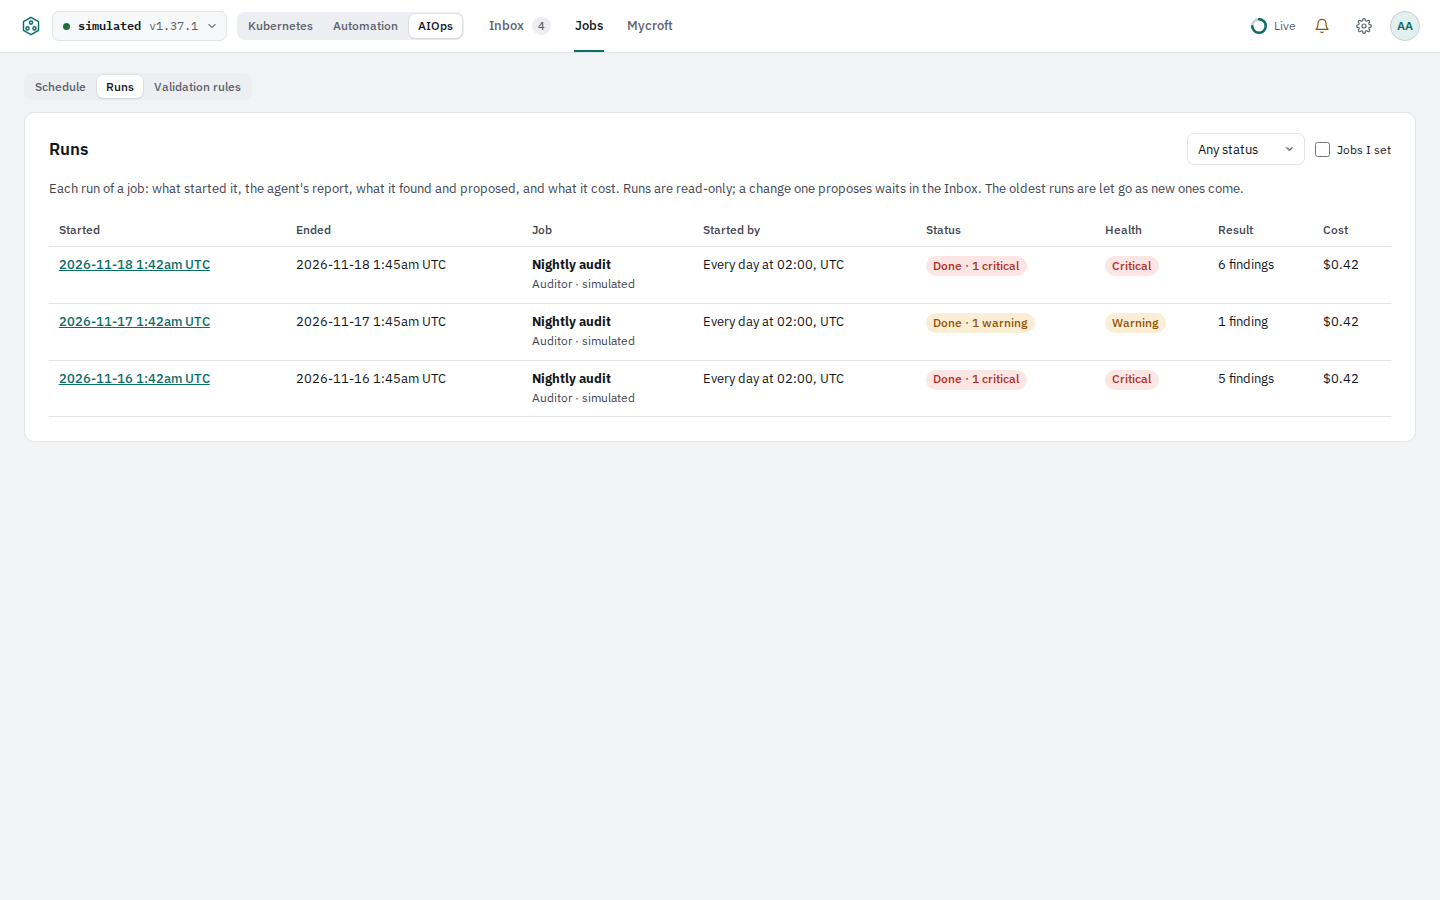 simulated v1.37.1
Kubernetes Automation AIOps
Inbox 4 Jobs Mycroft
Live
AA
Schedule Runs Validation rules
Runs
Any status
Jobs I set
Each run of a job: what started it, the agent's report, what it found and proposed, and what it cost. Runs are read-only; a change one proposes waits in the Inbox. The oldest runs are let go as new ones come.
Started Ended Job Started by Status Health Result Cost
2026-11-18 1:42am UTC 2026-11-18 1:45am UTC Nightly audit Every day at 02:00, UTC Done · 1 critical Critical 6 findings $0.42
Auditor · simulated
2026-11-17 1:42am UTC 2026-11-17 1:45am UTC Nightly audit Every day at 02:00, UTC Done · 1 warning Warning 1 finding $0.42
Auditor · simulated
2026-11-16 1:42am UTC 2026-11-16 1:45am UTC Nightly audit Every day at 02:00, UTC Done · 1 critical Critical 5 findings $0.42
Auditor · simulated